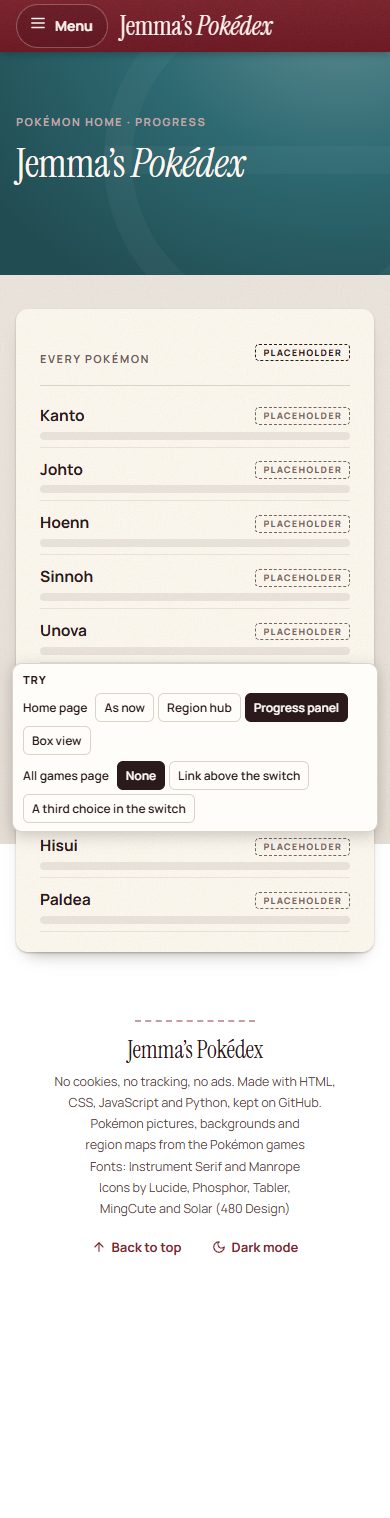 Menu
Jemma's Pokédex
POKÉMON HOME · PROGRESS
Jemma's Pokédex
EVERY POKÉMON
PLACEHOLDER
Kanto
PLACEHOLDER
Johto
PLACEHOLDER
Hoenn
PLACEHOLDER
Sinnoh
PLACEHOLDER
Unova
PLACEHOLDER
TRY
Home page
As now
Region hub
Progress panel
Box view
All games page
None
Link above the switch
A third choice in the switch
Hisui
PLACEHOLDER
Paldea
PLACEHOLDER
Jemma's Pokédex
No cookies, no tracking, no ads. Made with HTML,
CSS, JavaScript and Python, kept on GitHub.
Pokémon pictures, backgrounds and
region maps from the Pokémon games
Fonts: Instrument Serif and Manrope
Icons by Lucide, Phosphor, Tabler,
MingCute and Solar (480 Design)
Back to top
Dark mode